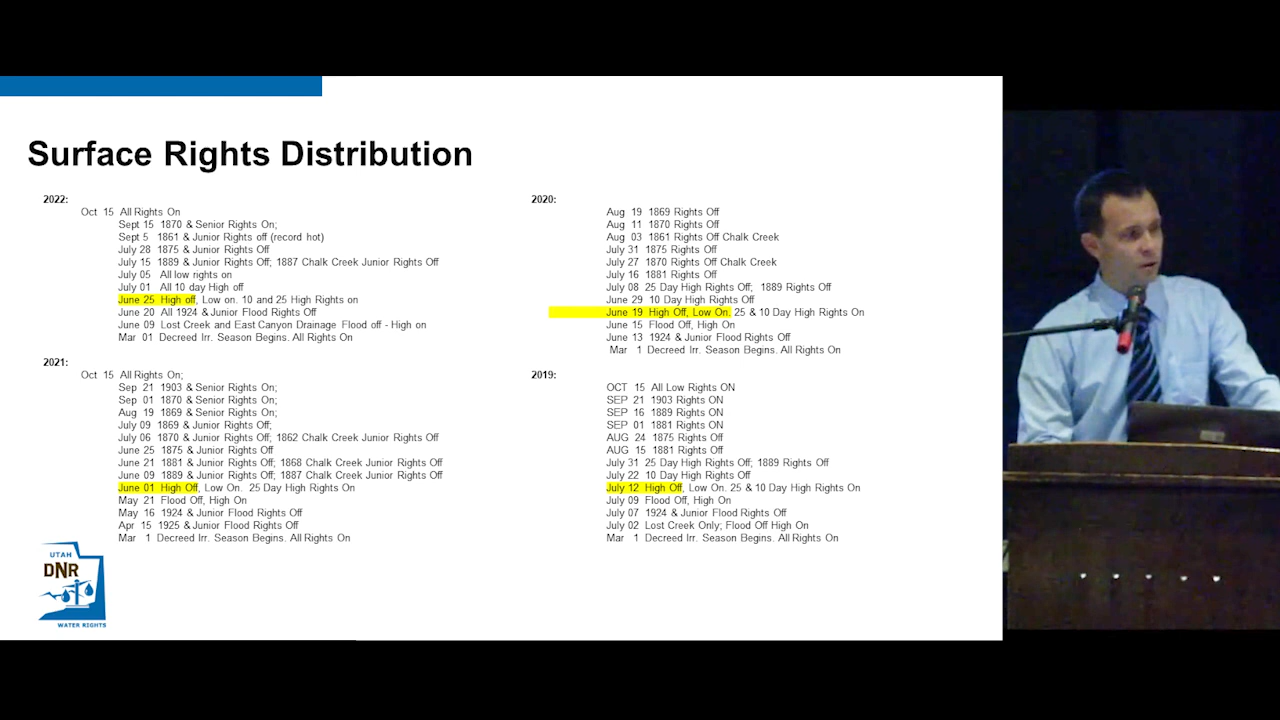 Surface Rights Distribution
2022:
Oct 15 All Rights On
Sept 15 1870 & Senior Rights On;
Sept 5 1861 & Junior Rights off (record hot)
July 28 1875 & Junior Rights Off
July 15 1889 & Junior Rights Off; 1887 Chalk Creek Junior Rights Off
July 05 All low rights on
July 01 All 10 day High off
June 25 High off, Low on. 10 and 25 High Rights on
June 20 All 1924 & Junior Flood Rights Off
June 09 Lost Creek and East Canyon Drainage Flood off - High on
Mar 01 Decreed Irr. Season Begins. All Rights On
2021:
Oct 15 All Rights On;
Sep 21 1903 & Senior Rights On;
Sep 01 1870 & Senior Rights On;
Aug 19 1869 & Senior Rights On;
July 09 1869 & Junior Rights Off;
July 06 1870 & Junior Rights Off; 1862 Chalk Creek Junior Rights Off
June 25 1875 & Junior Rights Off
June 21 1881 & Junior Rights Off; 1868 Chalk Creek Junior Rights Off
June 09 1889 & Junior Rights Off; 1887 Chalk Creek Junior Rights Off
June 01 High Off, Low On. 25 Day High Rights On
May 21 Flood Off, High On
May 16 1924 & Junior Flood Rights Off
Apr 15 1925 & Junior Flood Rights Off
Mar 1 Decreed Irr. Season Begins. All Rights On
2020:
Aug 19 1869 Rights Off
Aug 11 1870 Rights Off
Aug 03 1861 Rights Off Chalk Creek
July 31 1875 Rights Off
July 27 1870 Rights Off Chalk Creek
July 16 1881 Rights Off
July 08 25 Day High Rights Off; 1889 Rights Off
June 29 10 Day High Rights Off
June 19 High Off, Low On. 25 & 10 Day High Rights On
June 15 Flood Off, High On
June 13 1924 & Junior Flood Rights Off
Mar 1 Decreed Irr. Season Begins. All Rights On
2019:
OCT 15 All Low Rights ON
SEP 21 1903 Rights ON
SEP 16 1889 Rights ON
SEP 01 1881 Rights ON
AUG 24 1875 Rights Off
AUG 15 1881 Rights Off
July 31 25 Day High Rights Off; 1889 Rights Off
July 22 10 Day High Rights Off
July 12 High Off, Low On. 25 & 10 Day High Rights On
July 09 Flood Off, High On
July 07 1924 & Junior Flood Rights Off
July 02 Lost Creek Only; Flood Off High On
Mar 1 Decreed Irr. Season Begins. All Rights On
UTAH
DNR
WATER RIGHTS